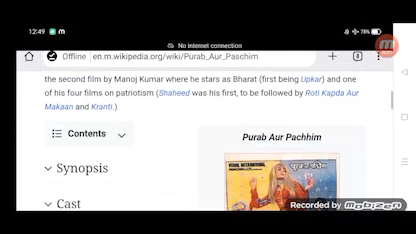 12:49
78%
No internet connection
Offline en.m.wikipedia.org/wiki/Purab_Aur_Paschim
8
the second film by Manoj Kumar where he stars as Bharat (first being Upkar) and one
of his four films on patriotism (Shaheed was his first, to be followed by Roti Kapda Aur
Makaan and Kranti.)
Contents
Purab Aur Pachhim
Synopsis
Cast
Recorded by
mobizen